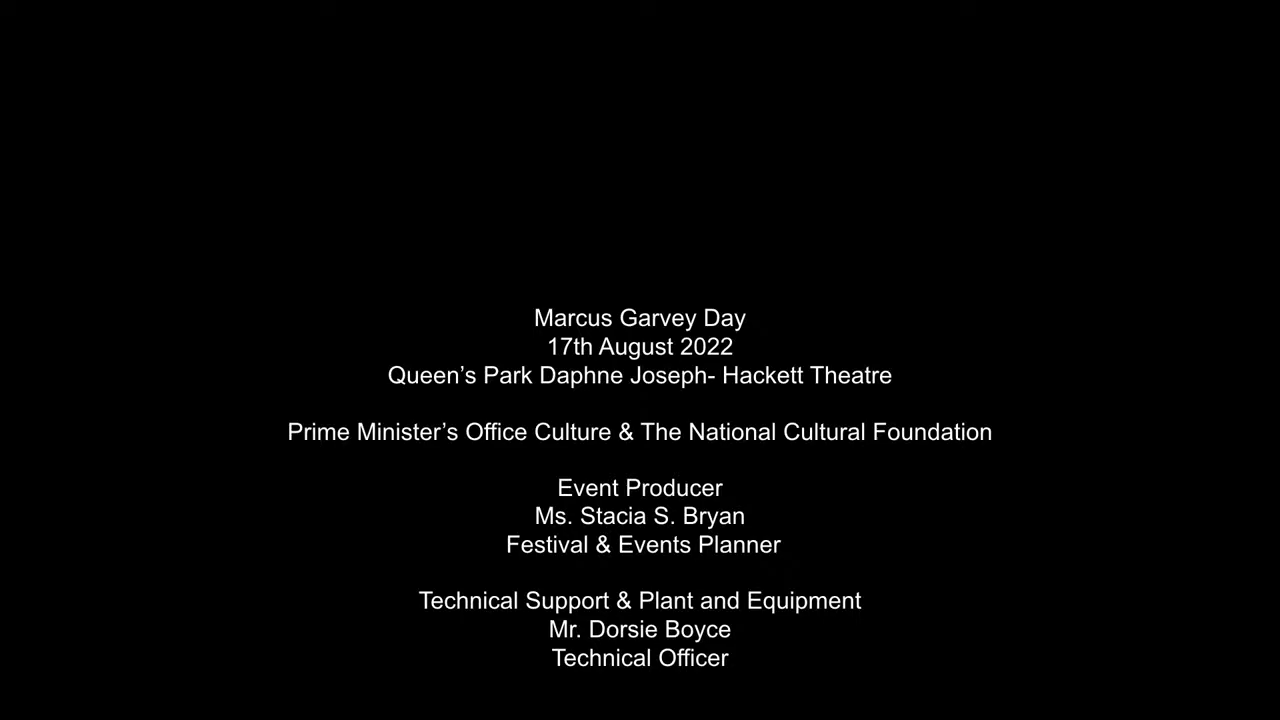 Marcus Garvey Day
17th August 2022
Queen’s Park Daphne Joseph- Hackett Theatre
Prime Minister’s Office Culture & The National Cultural Foundation
Event Producer
Ms. Stacia S. Bryan
Festival & Events Planner
Technical Support & Plant and Equipment
Mr. Dorsie Boyce
Technical Officer